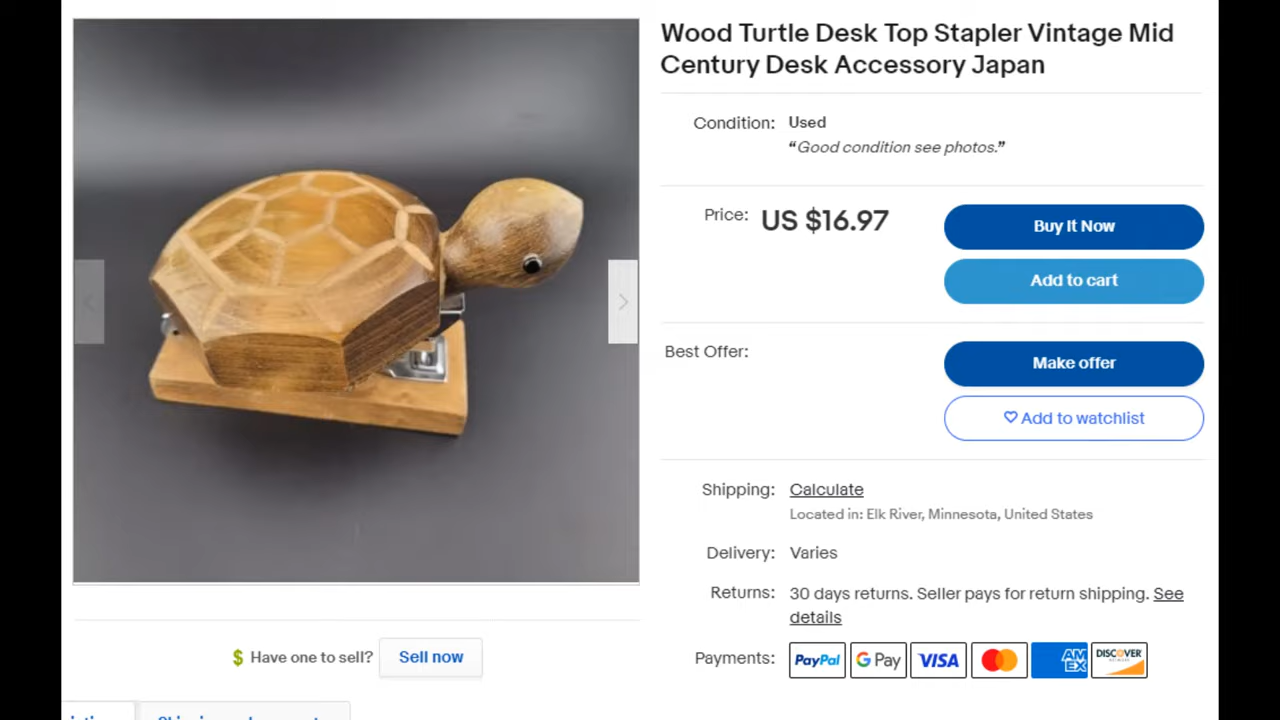 Wood Turtle Desk Top Stapler Vintage Mid
Century Desk Accessory Japan
Condition: Used
“Good condition see photos.”
Price: US $16.97
Buy It Now
Add to cart
Best Offer:
Make offer
Add to watchlist
Shipping: Calculate
Located in: Elk River, Minnesota, United States
Delivery: Varies
Returns: 30 days returns. Seller pays for return shipping. See
details
Payments: PayPal G Pay VISA AM EX DISCOVER
$ Have one to sell? Sell now